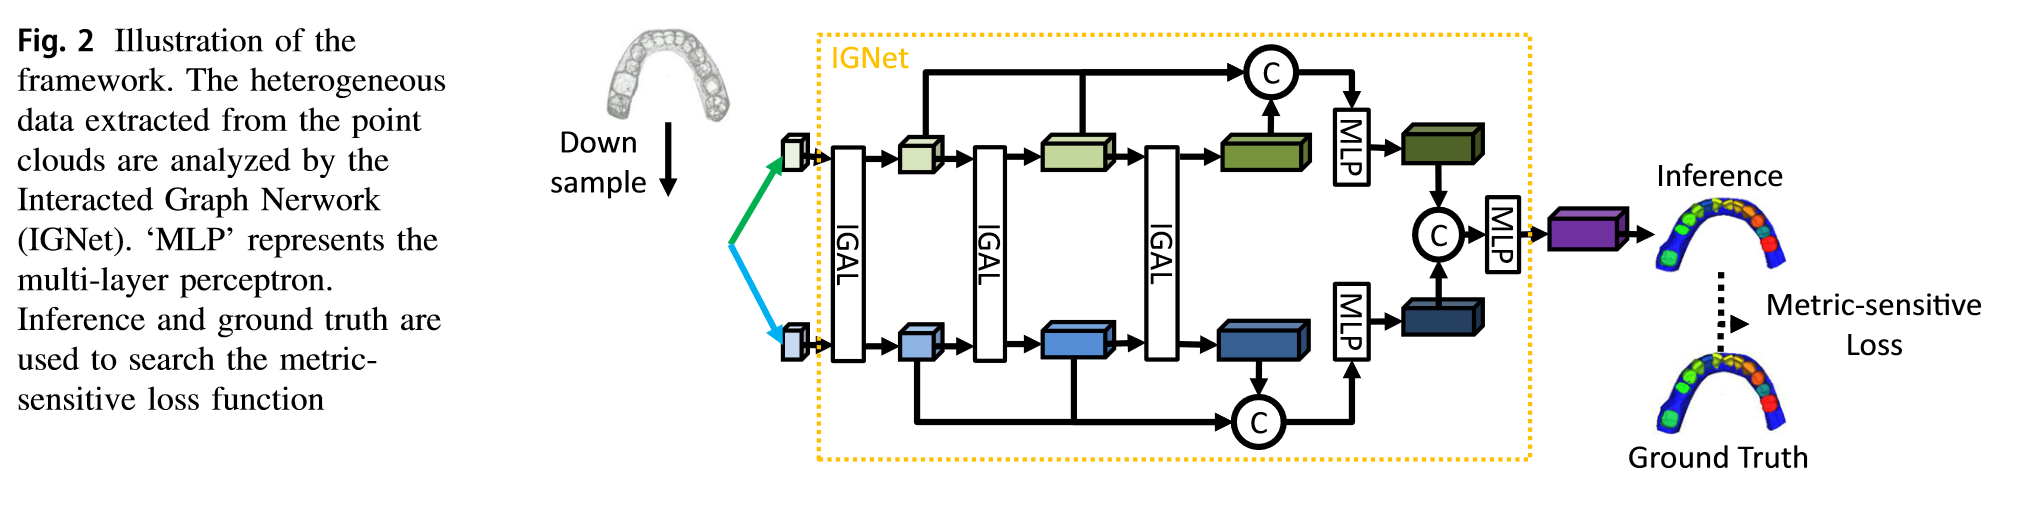 Fig. 2 Illustration of the
framework. The heterogeneous
data extracted from the point
clouds are analyzed by the
Interacted Graph Nerwork
(IGNet). ‘MLP’ represents the
multi-layer perceptron.
Inference and ground truth are
used to search the metric-
sensitive loss function
Down
sample
IGNet
IGAL
IGAL
IGAL
C
C
MLP
MLP
C
MLP
Inference
Metric-sensitive
Loss
Ground Truth